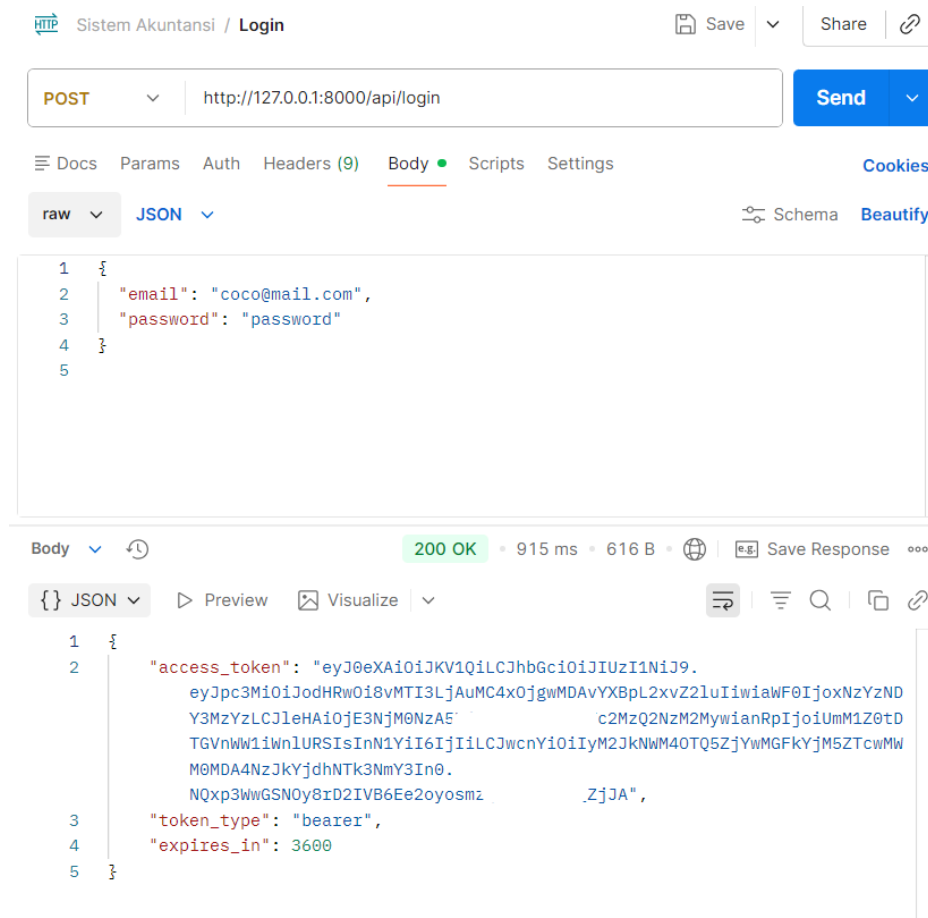 HTTP Sistem Akuntansi / Login Save Share
POST http://127.0.0.1:8000/api/login Send
Docs Params Auth Headers (9) Body Scripts Settings Cookies
raw JSON Schema Beautify
1 {
2 "email": "coco@mail.com",
3 "password": "password"
4 }
5
Body 200 OK 915 ms 616 B e.g. Save Response
{} JSON Preview Visualize
1 {
2 "access_token": "eyJ0eXAiOiJKV1QiLCJhbGciOiJIUzI1NiJ9.
eyJpc3MiOiJodHRwOi8vMTI3LjAuMC4xOjgwMDAvYXBpL2xvZ2luIiwiaWF0IjoxNzYzND
Y3MzYzLCJleHAiOjE3NjM0NzA5 c2MzQ2NzM2MywianRpIjoiUmM1Z0tD
TGVnWW1iWnlURSIsInN1YiI6IjIiLCJwcnYiOiIyM2JkNWM4OTQ5ZjYwMGFkYjM5ZTcwMW
M0MDA4NzJkYjdhNTk3NmY3In0.
NQxp3WwGSNOy8rD2IVB6Ee2oyosmz ZjJA",
3 "token_type": "bearer",
4 "expires_in": 3600
5 }